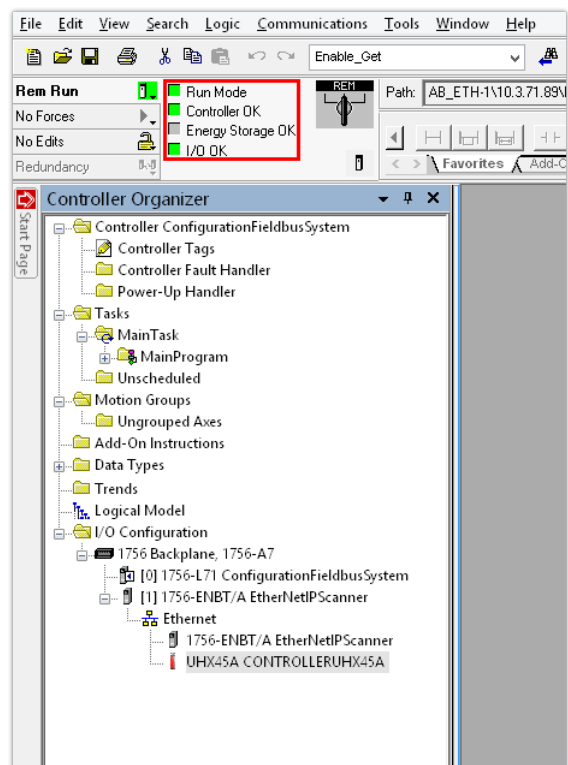 File Edit View Search Logic Communications Tools Window Help
Enable_Get
Rem Run
Run Mode
REM
Path: AB_ETH-1\10.3.71.89\
No Forces
Controller OK
Energy Storage OK
No Edits
I/O OK
Redundancy
Favorites
Add-O
Start Page
Controller Organizer
Controller ConfigurationFieldbusSystem
Controller Tags
Controller Fault Handler
Power-Up Handler
Tasks
MainTask
MainProgram
Unscheduled
Motion Groups
Ungrouped Axes
Add-On Instructions
Data Types
Trends
Logical Model
I/O Configuration
1756 Backplane, 1756-A7
[0] 1756-L71 ConfigurationFieldbusSystem
[1] 1756-ENBT/A EtherNetIPScanner
Ethernet
1756-ENBT/A EtherNetIPScanner
UHX45A CONTROLLERUHX45A